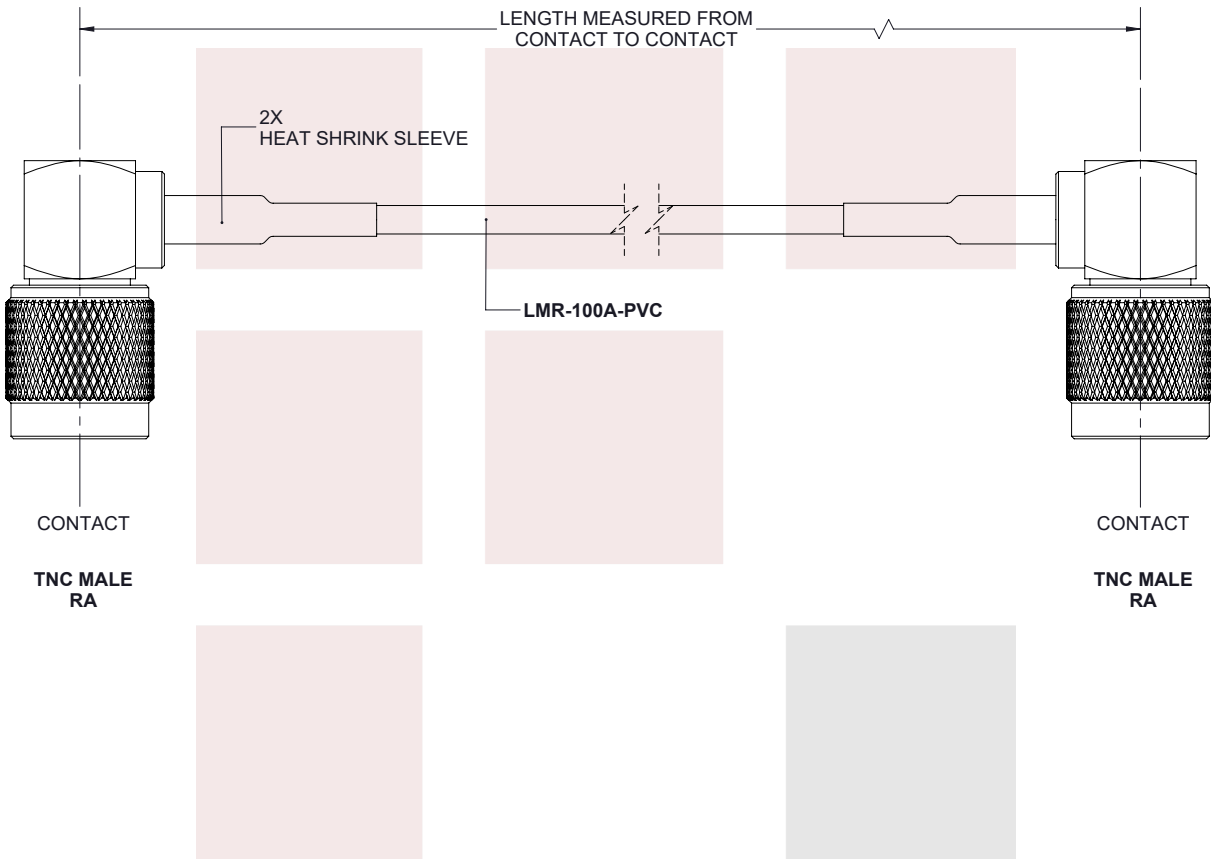 LENGTH MEASURED FROM
CONTACT TO CONTACT
2X
HEAT SHRINK SLEEVE
LMR-100A-PVC
CONTACT
TNC MALE
RA
CONTACT
TNC MALE
RA